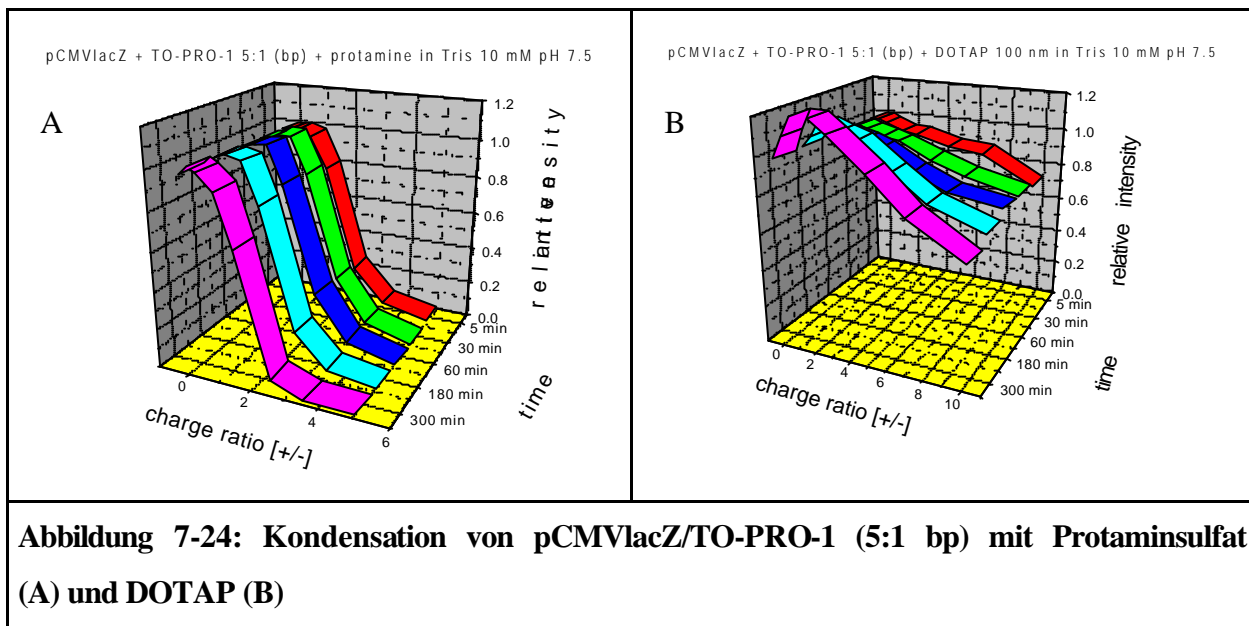 pCMVlacZ + TO-PRO-1 5:1 (bp) + protamine in Tris 10 mM pH 7.5
A
1.2
1.0
0.8
0.6
0.4
0.2
0.0
relative intensity
5 min
30 min
60 min
180 min
300 min
time
0
2
4
6
charge ratio [+/-]
pCMVlacZ + TO-PRO-1 5:1 (bp) + DOTAP 100 nm in Tris 10 mM pH 7.5
B
1.2
1.0
0.8
0.6
0.4
0.2
0.0
relative intensity
5 min
30 min
60 min
180 min
300 min
time
0
2
4
6
8
10
charge ratio [+/-]
Abbildung 7-24: Kondensation von pCMVlacZ/TO-PRO-1 (5:1 bp) mit Protaminsulfat
(A) und DOTAP (B)